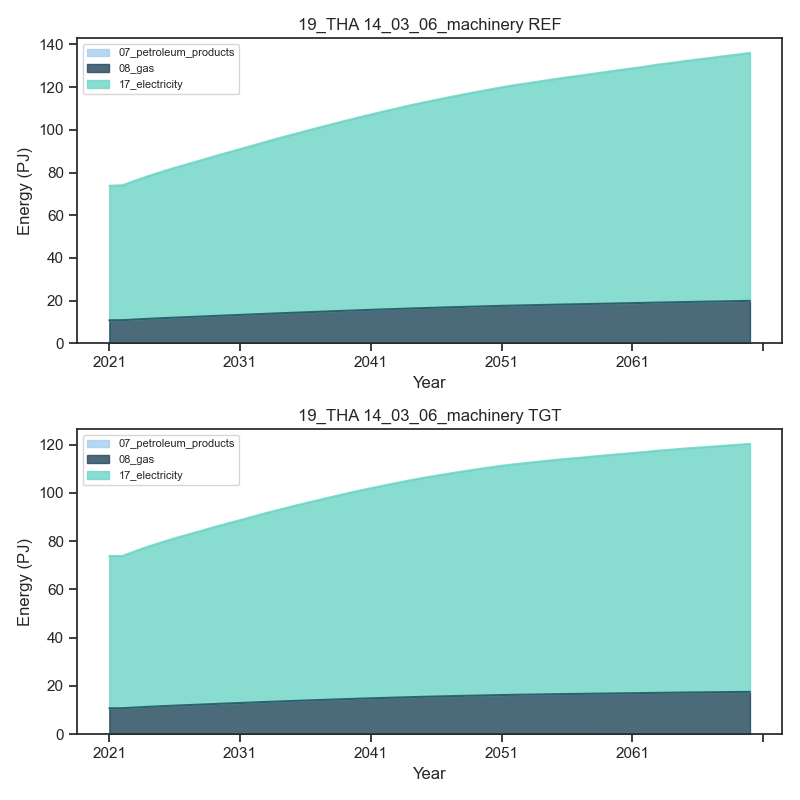 19_THA 14_03_06_machinery REF
07_petroleum_products
08_gas
17_electricity
140
120
100
80
60
40
20
0
Energy (PJ)
2021 2031 2041 2051 2061
Year
19_THA 14_03_06_machinery TGT
07_petroleum_products
08_gas
17_electricity
120
100
80
60
40
20
0
Energy (PJ)
2021 2031 2041 2051 2061
Year